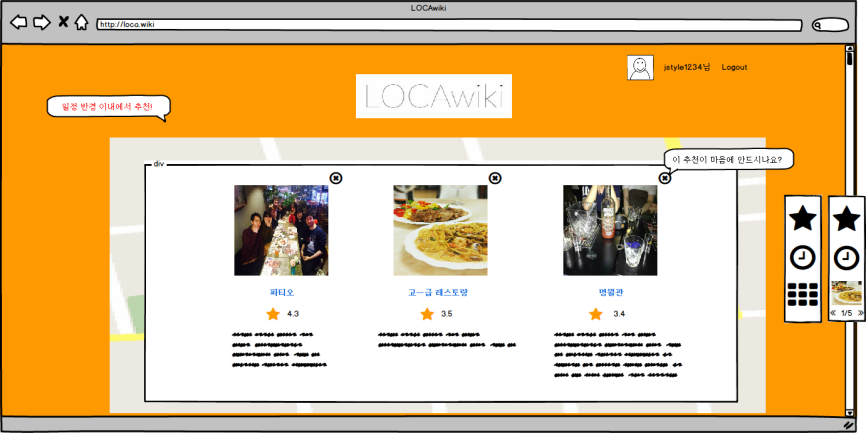 LOCAwiki
http://loca.wiki
jstyle1234님 Logout
LOCAwiki
일정 반경 이내에서 추천!
이 추천이 마음에 안드시나요?
div
파티오
고-급 레스토랑
명월관
4.3
3.5
3.4
1/5